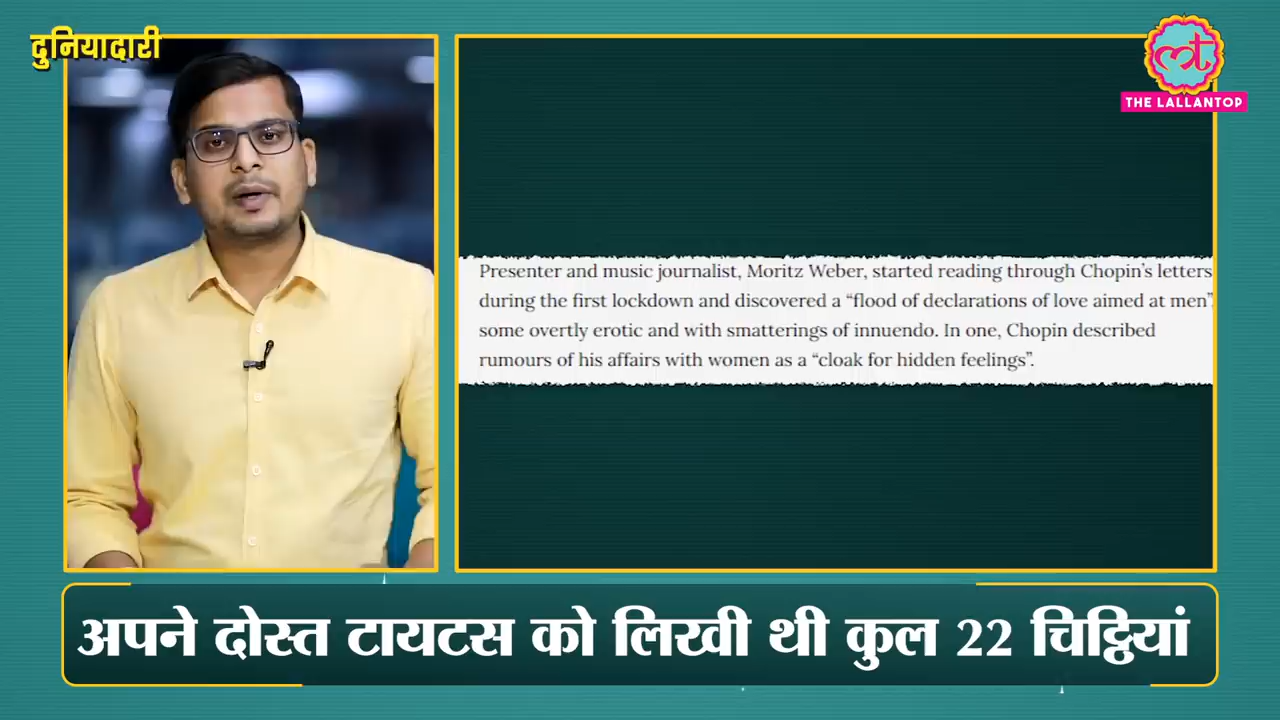 दुनियादारी
lt
THE LALLANTOP
Presenter and music journalist, Moritz Weber, started reading through Chopin's letters
during the first lockdown and discovered a “flood of declarations of love aimed at men”,
some overtly erotic and with smatterings of innuendo. In one, Chopin described
rumours of his affairs with women as a “cloak for hidden feelings”.
अपने दोस्त टायटस को लिखी थी कुल 22 चिट्ठियां